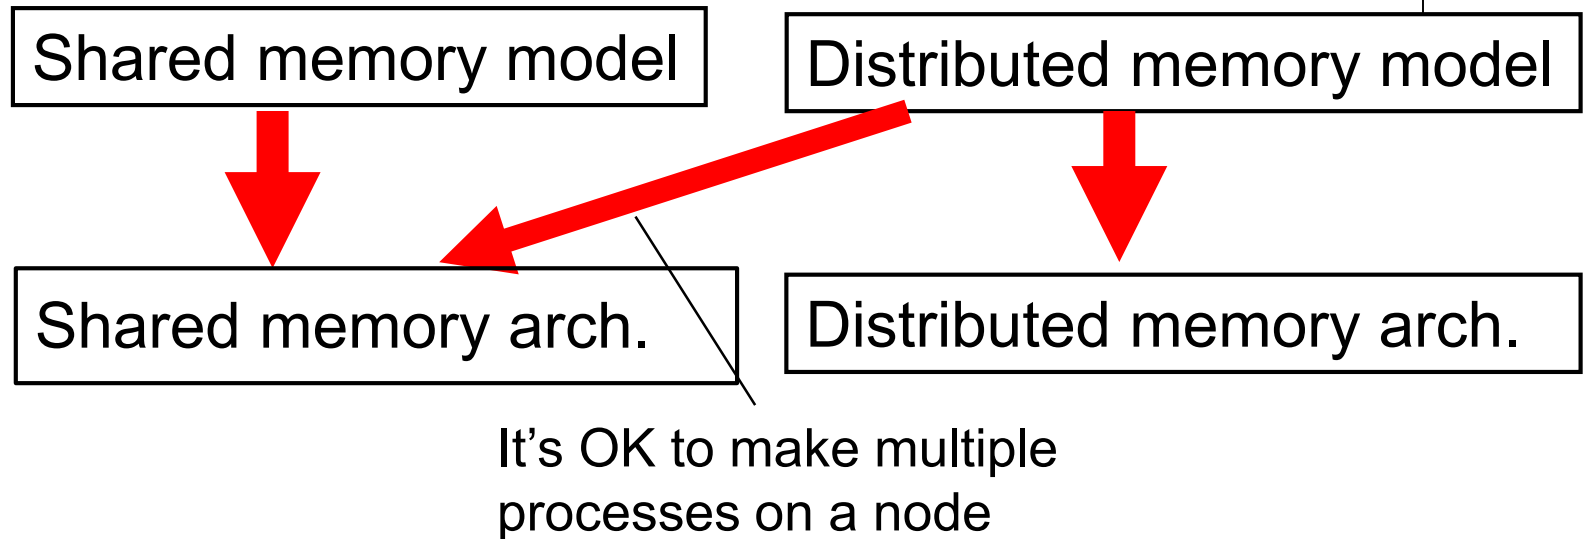 Shared memory model
Distributed memory model
Shared memory arch.
Distributed memory arch.
It’s OK to make multiple
processes on a node